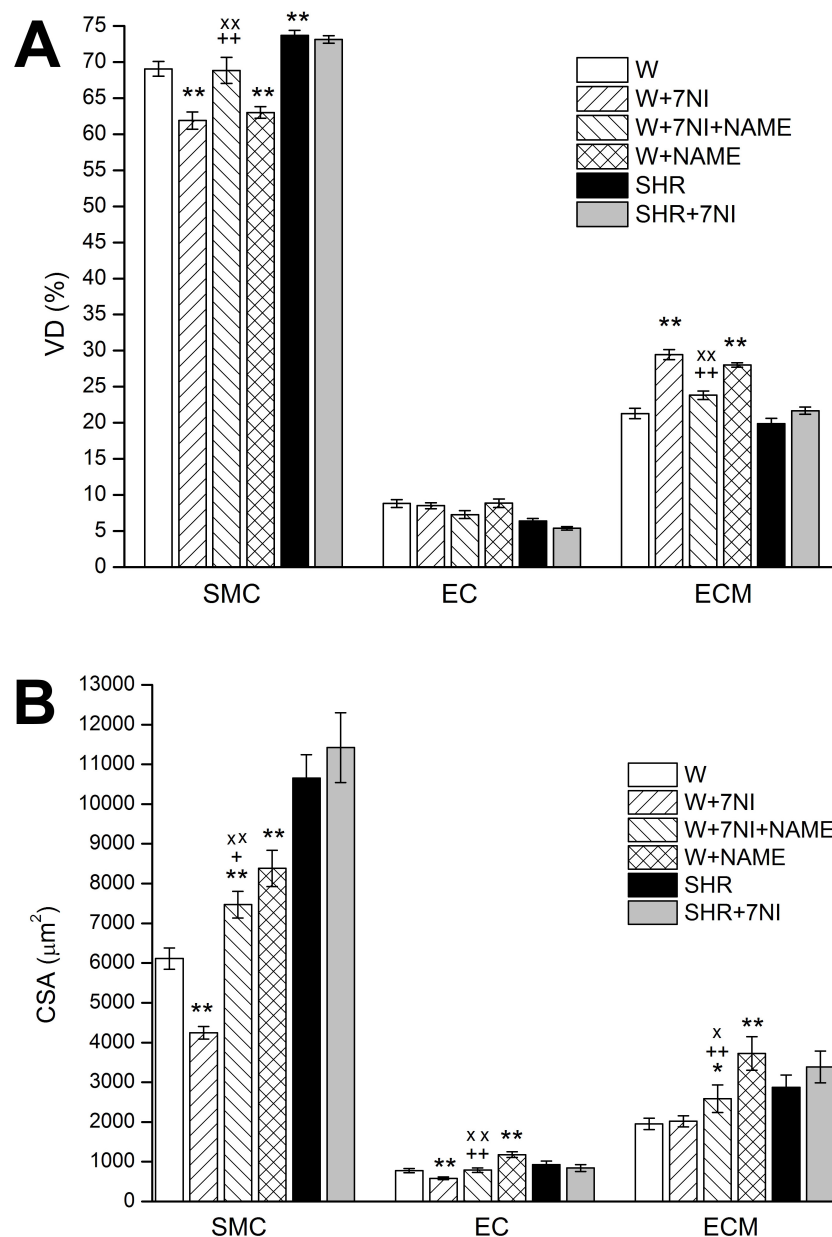 A
75
70
65
60
55
50
45
40
35
30
25
20
15
10
5
0
VD (%)
xx
++
**
**
**
xx
++
**
**
W
W+7NI
W+7NI+NAME
W+NAME
SHR
SHR+7NI
SMC EC ECM
B
13000
12000
11000
10000
9000
8000
7000
6000
5000
4000
3000
2000
1000
0
CSA (μm²)
**
xx
+
**
**
**
xx
++
**
x
++
*
**
W
W+7NI
W+7NI+NAME
W+NAME
SHR
SHR+7NI
SMC EC ECM